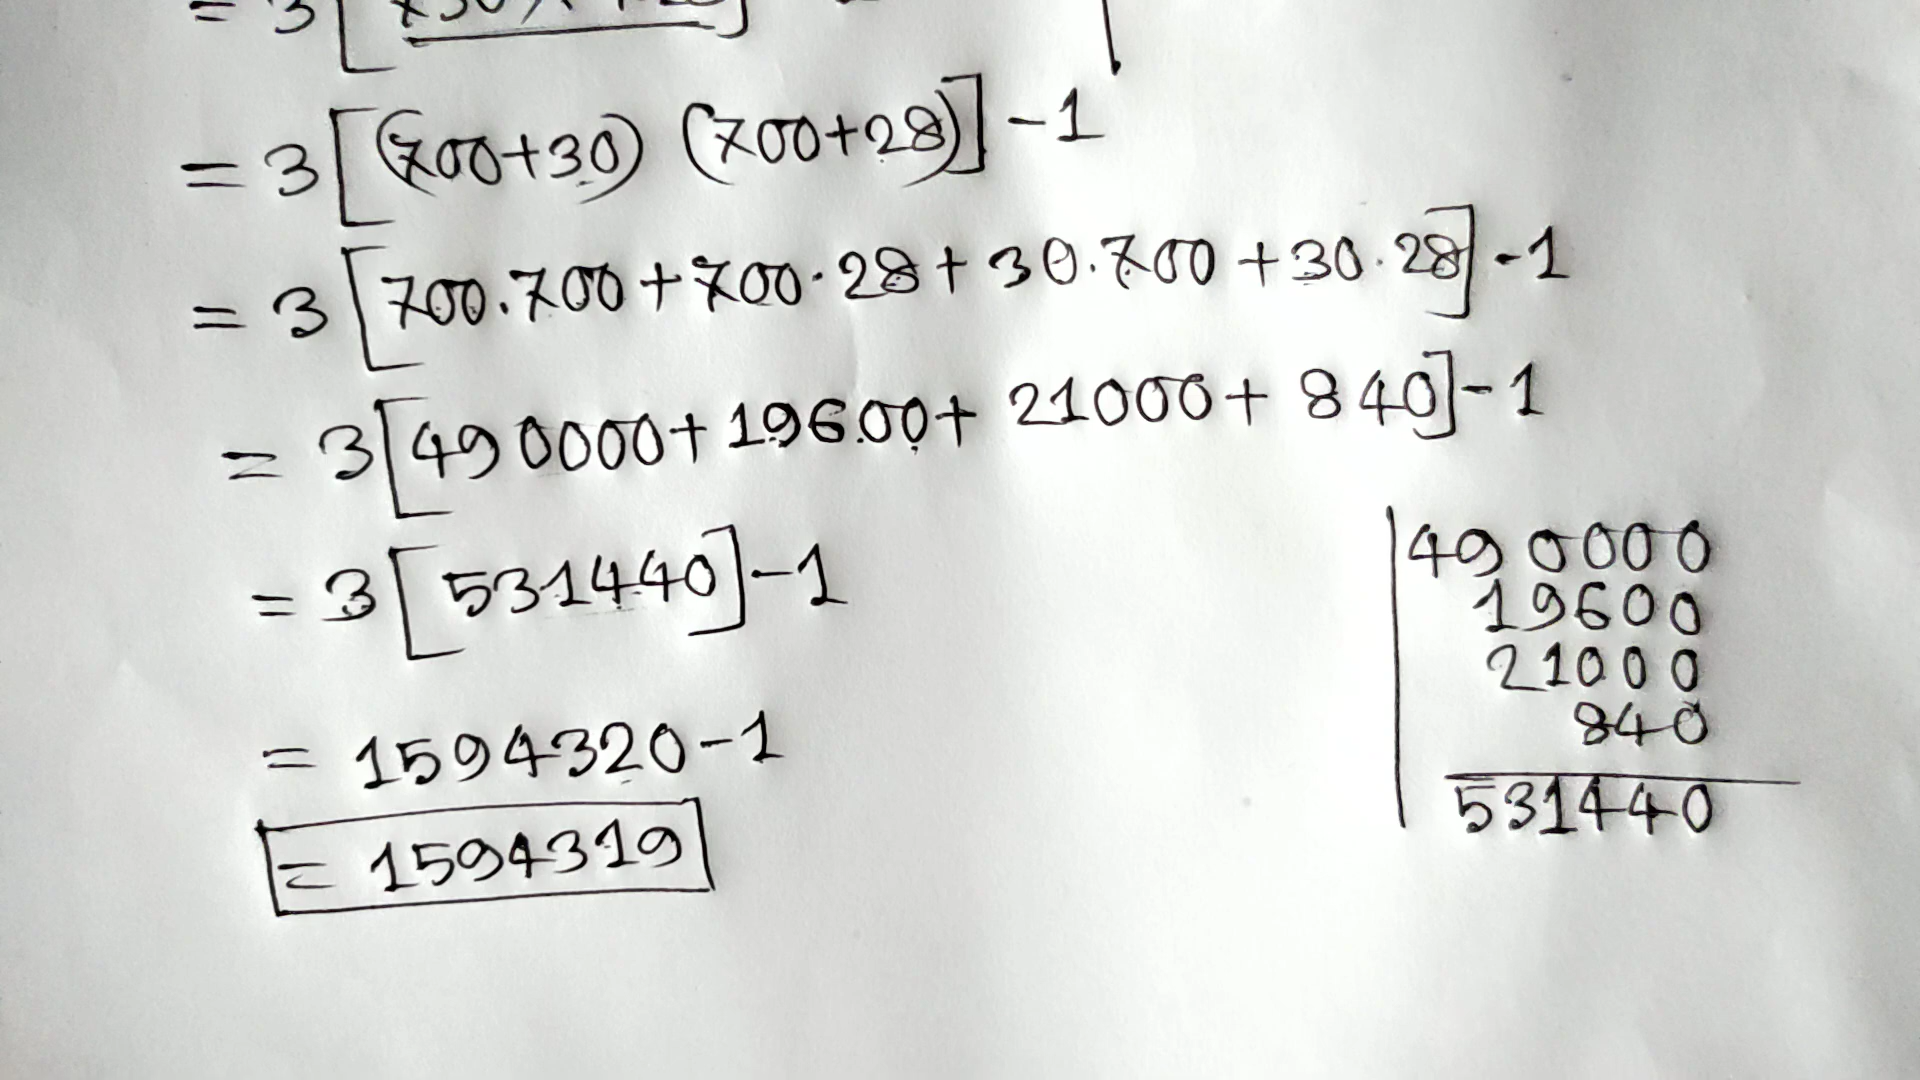 = 3 [
= 3 [(700+30) (700+28)] - 1
= 3 [700.700 + 700·28 + 30.700 + 30.28] - 1
= 3 [490000 + 19600 + 21000 + 840] - 1
= 3 [531440] - 1
= 1594320 - 1
= 1594319
490000
19600
21000
840
531440